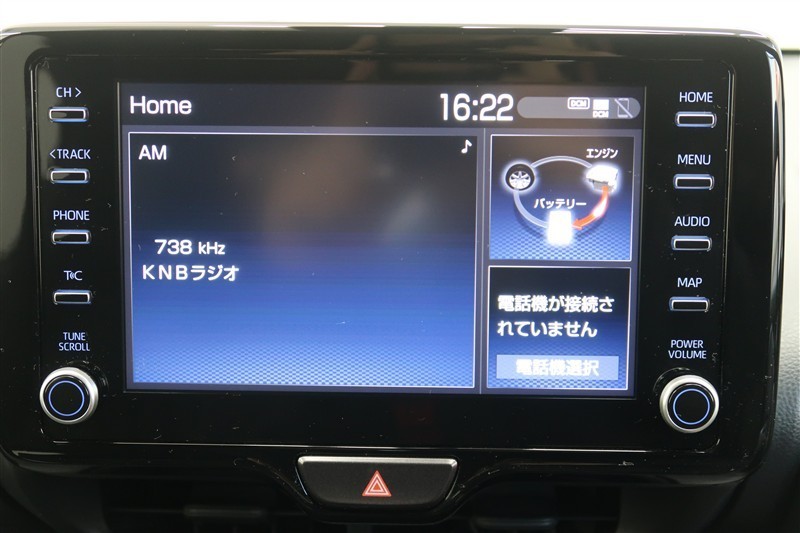 CH >
<TRACK
PHONE
T C
TUNE
SCROLL
Home
16:22
DCM
DCM
AM
738 kHz
KNBラジオ
エンジン
バッテリー
電話機が接続さ
れていません
電話機選択
HOME
MENU
AUDIO
MAP
POWER
VOLUME